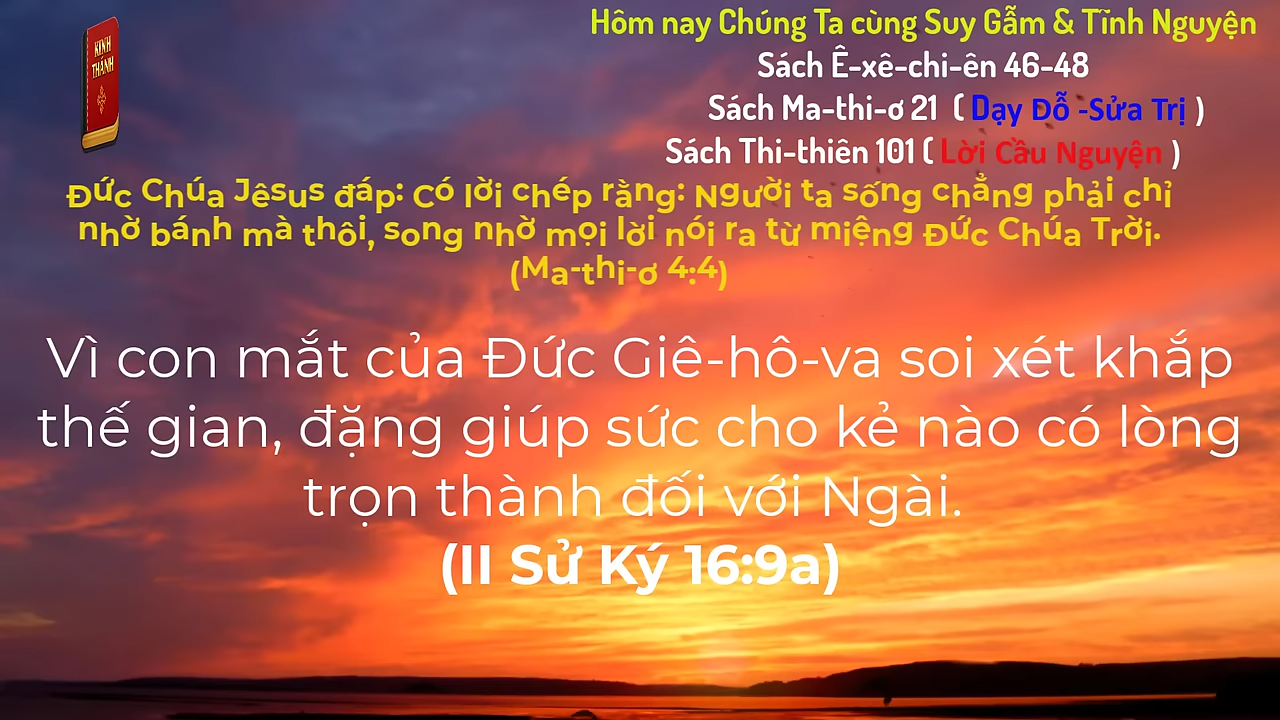 KINH
THÁNH
Hôm nay Chúng Ta cùng Suy Gẫm & Tĩnh Nguyện
Sách Ê-xê-chi-ên 46-48
Sách Ma-thi-ơ 21 ( Dạy Đỗ -Sửa Trị )
Sách Thi-thiên 101 ( Lời Cầu Nguyện )
Đức Chúa Jêsus đáp: Có lời chép rằng: Người ta sống chẳng phải chỉ
nhờ bánh mà thôi, song nhờ mọi lời nói ra từ miệng Đức Chúa Trời.
(Ma-thi-ơ 4:4)
Vì con mắt của Đức Giê-hô-va soi xét khắp
thế gian, đặng giúp sức cho kẻ nào có lòng
trọn thành đối với Ngài.
(II Sử Ký 16:9a)